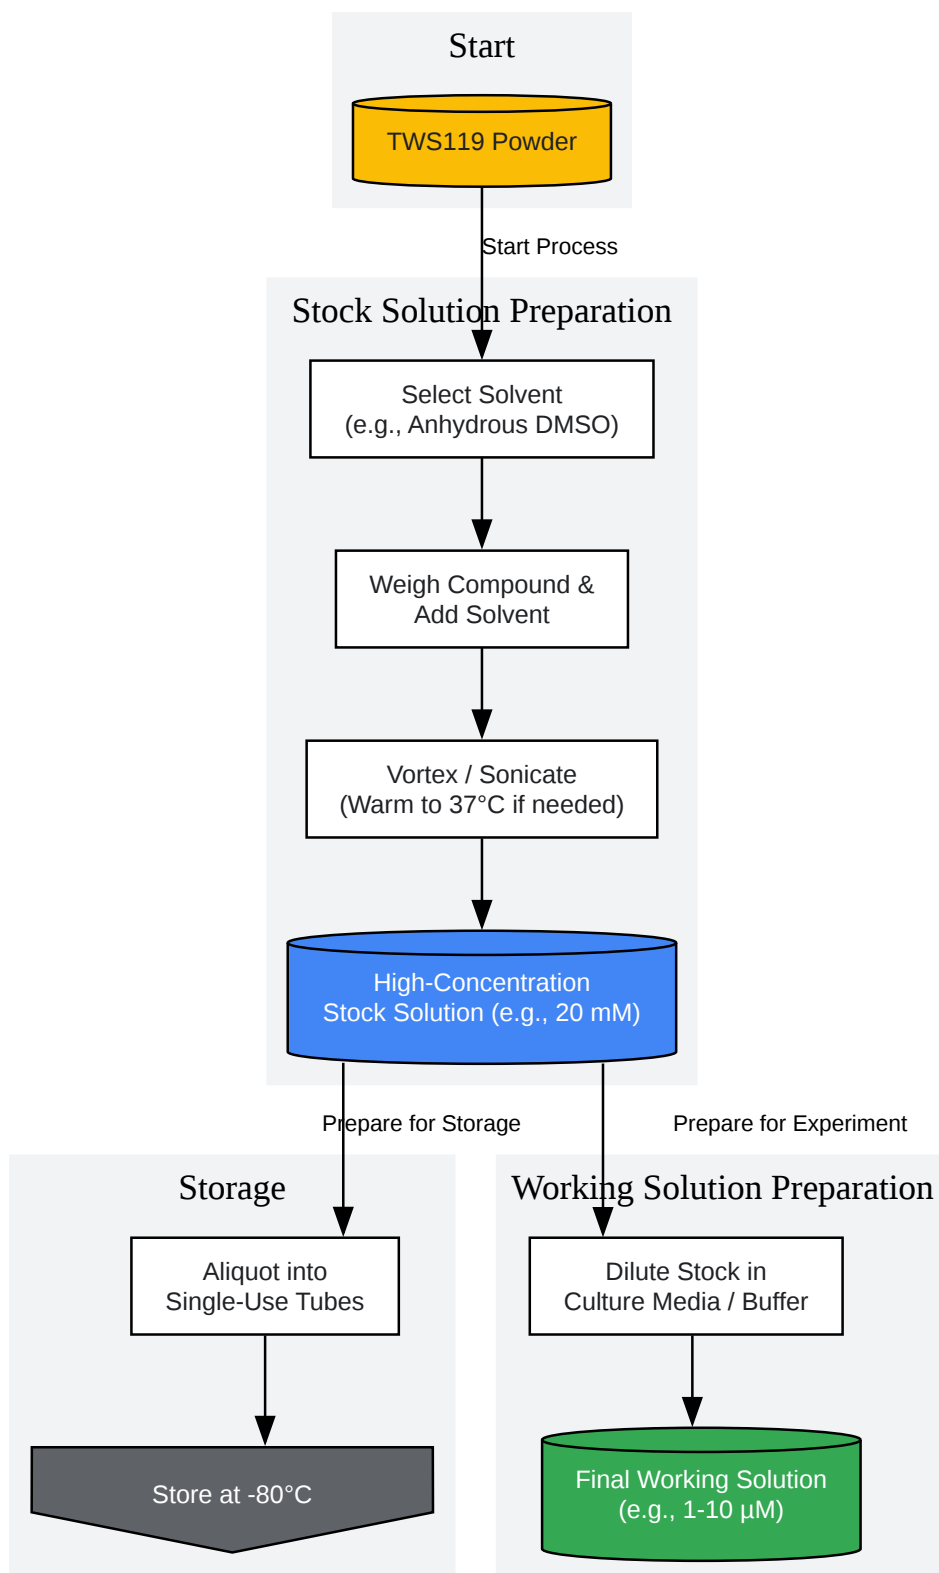 Start
TWS119 Powder
Start Process
Stock Solution Preparation
Select Solvent
(e.g., Anhydrous DMSO)
Weigh Compound &
Add Solvent
Vortex / Sonicate
(Warm to 37°C if needed)
High-Concentration
Stock Solution (e.g., 20 mM)
Prepare for Storage
Prepare for Experiment
Storage
Aliquot into
Single-Use Tubes
Store at -80°C
Working Solution Preparation
Dilute Stock in
Culture Media / Buffer
Final Working Solution
(e.g., 1-10 µM)